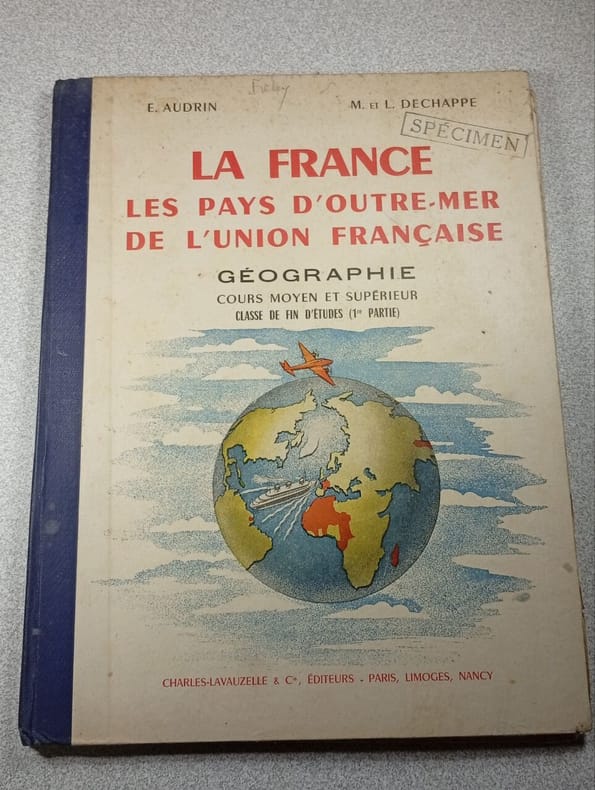 E. AUDRIN
M. ET L. DECHAPPE
SPÉCIMEN
LA FRANCE
LES PAYS D'OUTRE-MER
DE L'UNION FRANÇAISE
GÉOGRAPHIE
COURS MOYEN ET SUPÉRIEUR
CLASSE DE FIN D'ÉTUDES (1re PARTIE)
CHARLES-LAVAUZELLE & Cie, ÉDITEURS - PARIS, LIMOGES, NANCY